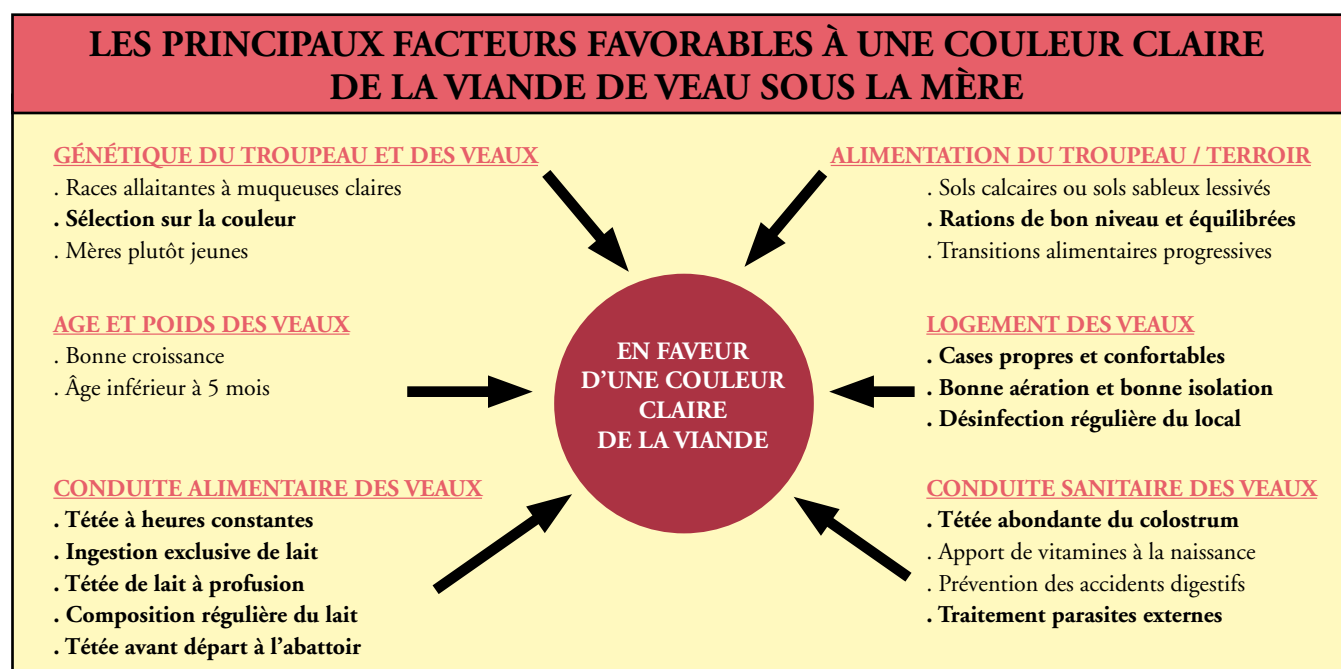 LES PRINCIPAUX FACTEURS FAVORABLES À UNE COULEUR CLAIRE
DE LA VIANDE DE VEAU SOUS LA MÈRE
GÉNÉTIQUE DU TROUPEAU ET DES VEAUX
. Races allaitantes à muqueuses claires
. Sélection sur la couleur
. Mères plutôt jeunes
ALIMENTATION DU TROUPEAU / TERROIR
. Sols calcaires ou sols sableux lessivés
. Rations de bon niveau et équilibrées
. Transitions alimentaires progressives
AGE ET POIDS DES VEAUX
. Bonne croissance
. Âge inférieur à 5 mois
EN FAVEUR
D'UNE COULEUR
CLAIRE
DE LA VIANDE
LOGEMENT DES VEAUX
. Cases propres et confortables
. Bonne aération et bonne isolation
. Désinfection régulière du local
CONDUITE ALIMENTAIRE DES VEAUX
. Tétée à heures constantes
. Ingestion exclusive de lait
. Tétée de lait à profusion
. Composition régulière du lait
. Tétée avant départ à l'abattoir
CONDUITE SANITAIRE DES VEAUX
. Tétée abondante du colostrum
. Apport de vitamines à la naissance
. Prévention des accidents digestifs
. Traitement parasites externes